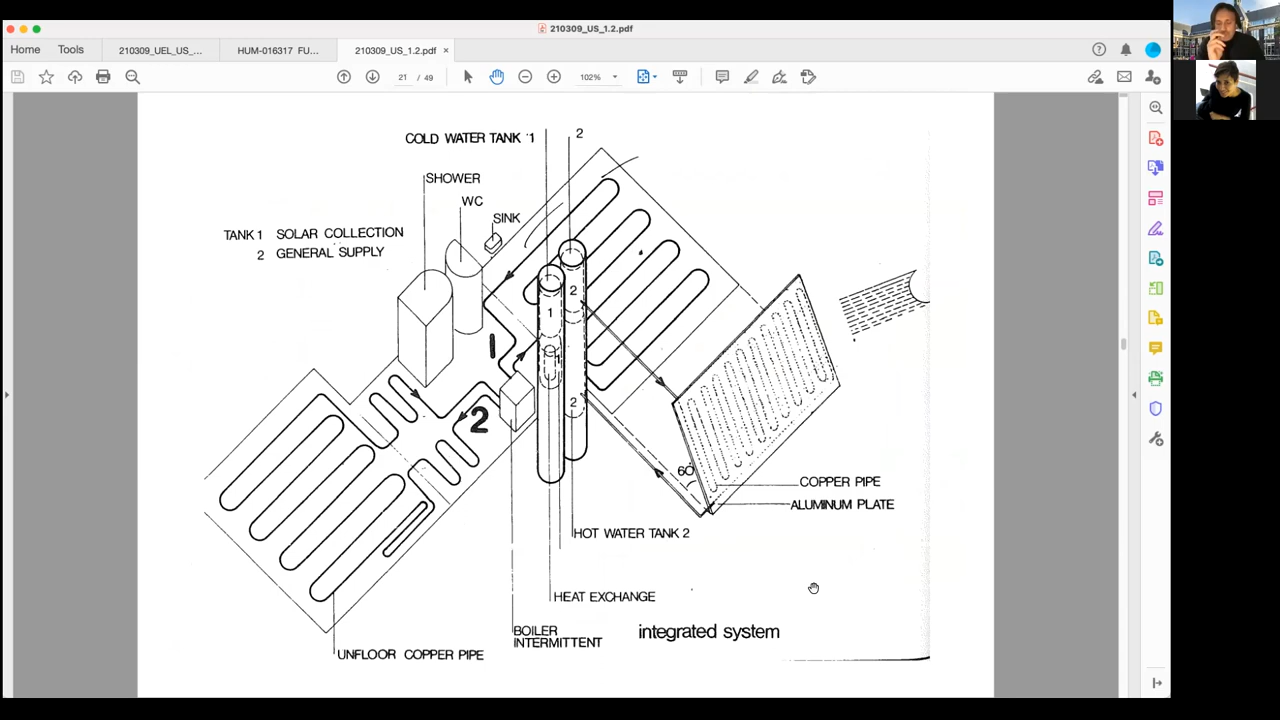 210309_US_1.2.pdf
Home
Tools
210309_UEL_US_...
HUM-016317 FU...
210309_US_1.2.pdf
21 / 49
102%
COLD WATER TANK 1
2
SHOWER
WC
SINK
TANK 1 SOLAR COLLECTION
2 GENERAL SUPPLY
2
1
1
2
2
60
COPPER PIPE
ALUMINUM PLATE
HOT WATER TANK 2
HEAT EXCHANGE
BOILER
INTERMITTENT
integrated system
UNFLOOR COPPER PIPE